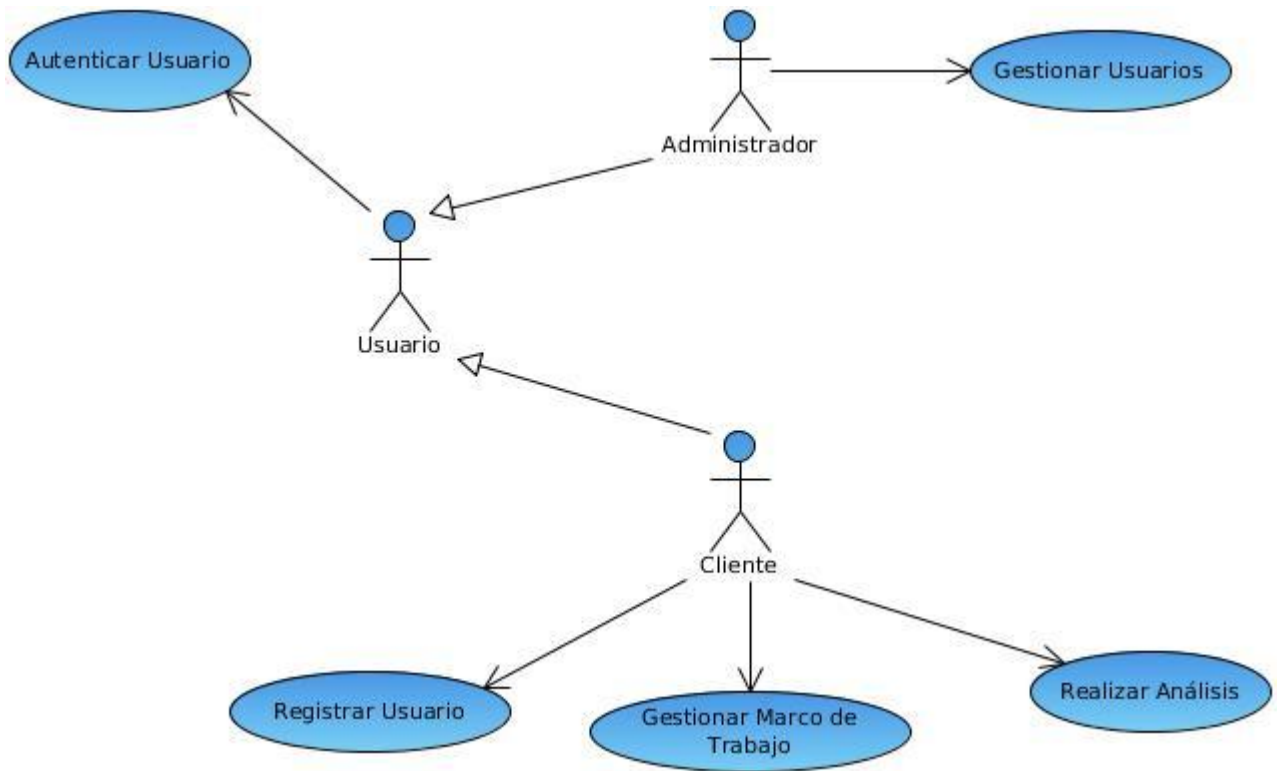 Autenticar Usuario
Gestionar Usuarios
Administrador
Usuario
Cliente
Registrar Usuario
Gestionar Marco de
Trabajo
Realizar Análisis